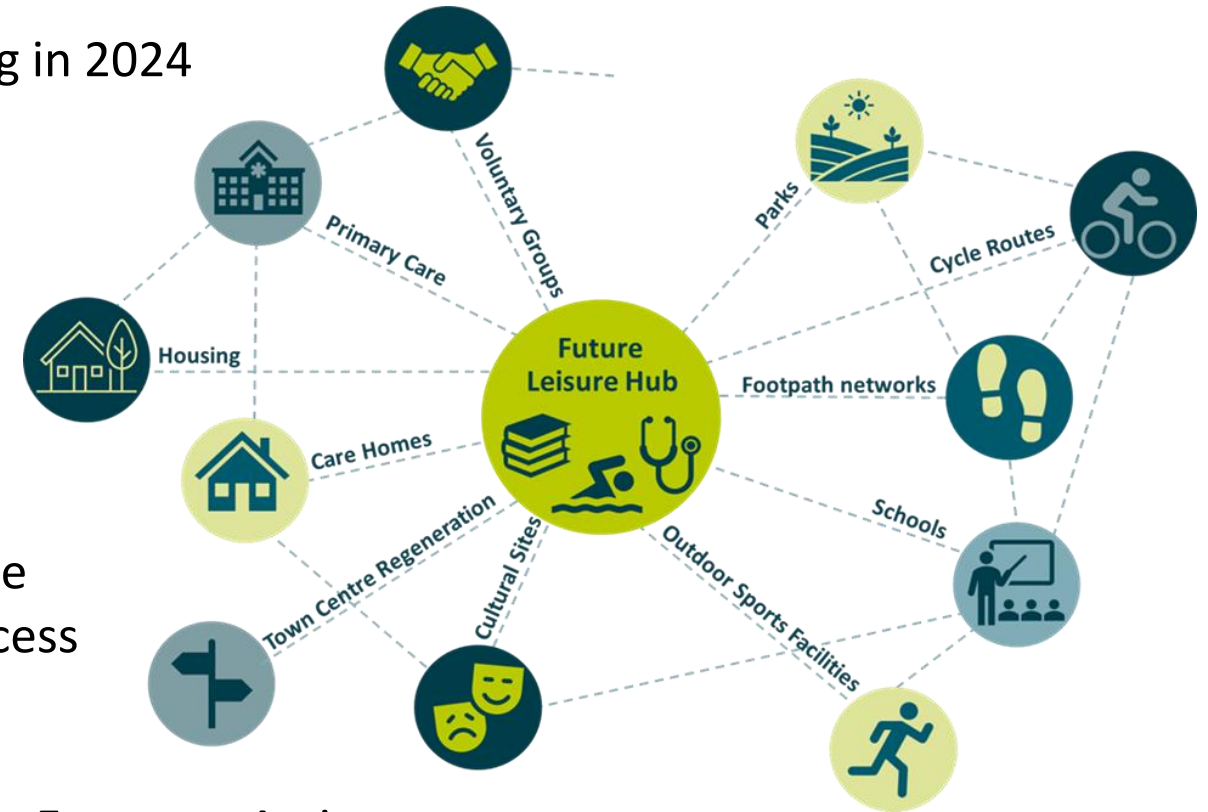 g in 2024
Voluntary Groups
Parks
Primary Care
Cycle Routes
Future
Leisure Hub
Housing
Footpath networks
Care Homes
Schools
Town Centre Regeneration
Cultural Sites
Outdoor Sports Facilities
e
cess